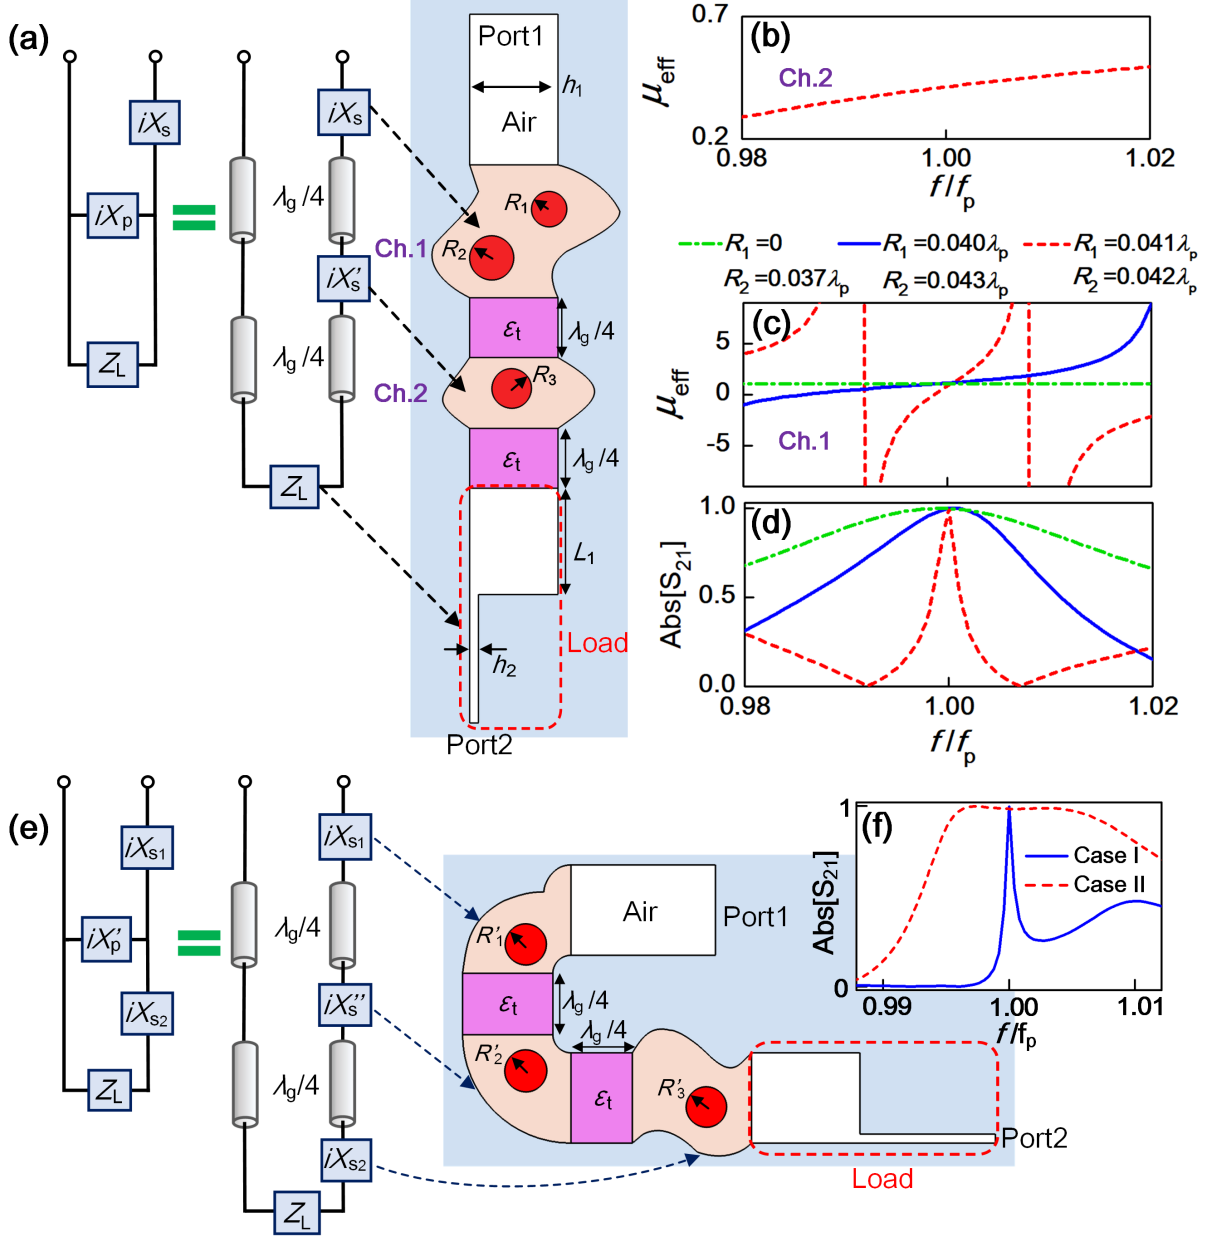 (a)
iXs
iXp
ZL
iXs
λg/4
iX's
λg/4
ZL
Port1
h1
Air
R1
Ch.1
R2
εt
λg/4
R3
Ch.2
εt
λg/4
L1
Load
h2
Port2
(b)
0.7
μeff
Ch.2
0.2
0.98
1.00
1.02
f/fp
R1=0
R1=0.040λp
R1=0.041λp
R2=0.037λp
R2=0.043λp
R2=0.042λp
(c)
5
μeff
0
-5
Ch.1
(d)
1.0
Abs[S21]
0.5
0.0
0.98
1.00
1.02
f/fp
(e)
iXs1
iX'p
iXs2
ZL
iXs1
λg/4
iX''s
λg/4
iXs2
ZL
Air
Port1
R'1
εt
λg/4
λg/4
R'2
εt
R'3
Port2
Load
(f)
1
Abs[S21]
Case I
Case II
0
0.99
1.00
1.01
f/fp